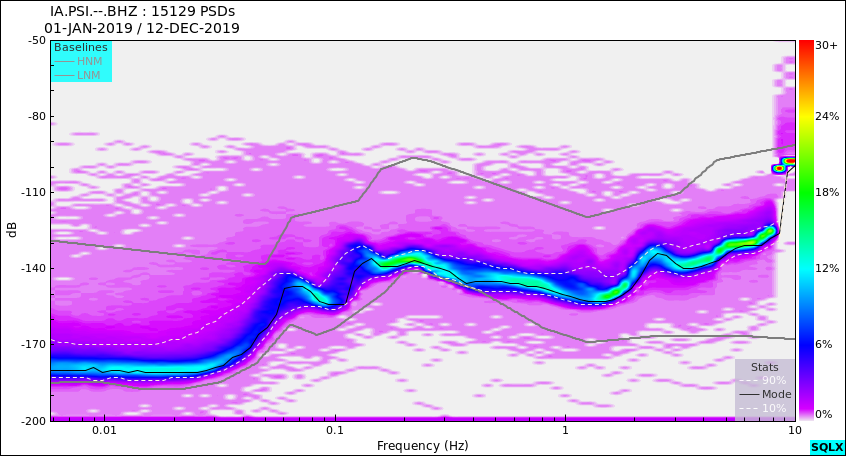 IA.PSI.--.BHZ : 15129 PSDs
01-JAN-2019 / 12-DEC-2019
-50
-80
-110
-140
-170
-200
dB
Baselines
HNM
LNM
30+
24%
18%
12%
6%
0%
Stats
90%
Mode
10%
0.01
0.1
1
10
Frequency (Hz)
SQLX